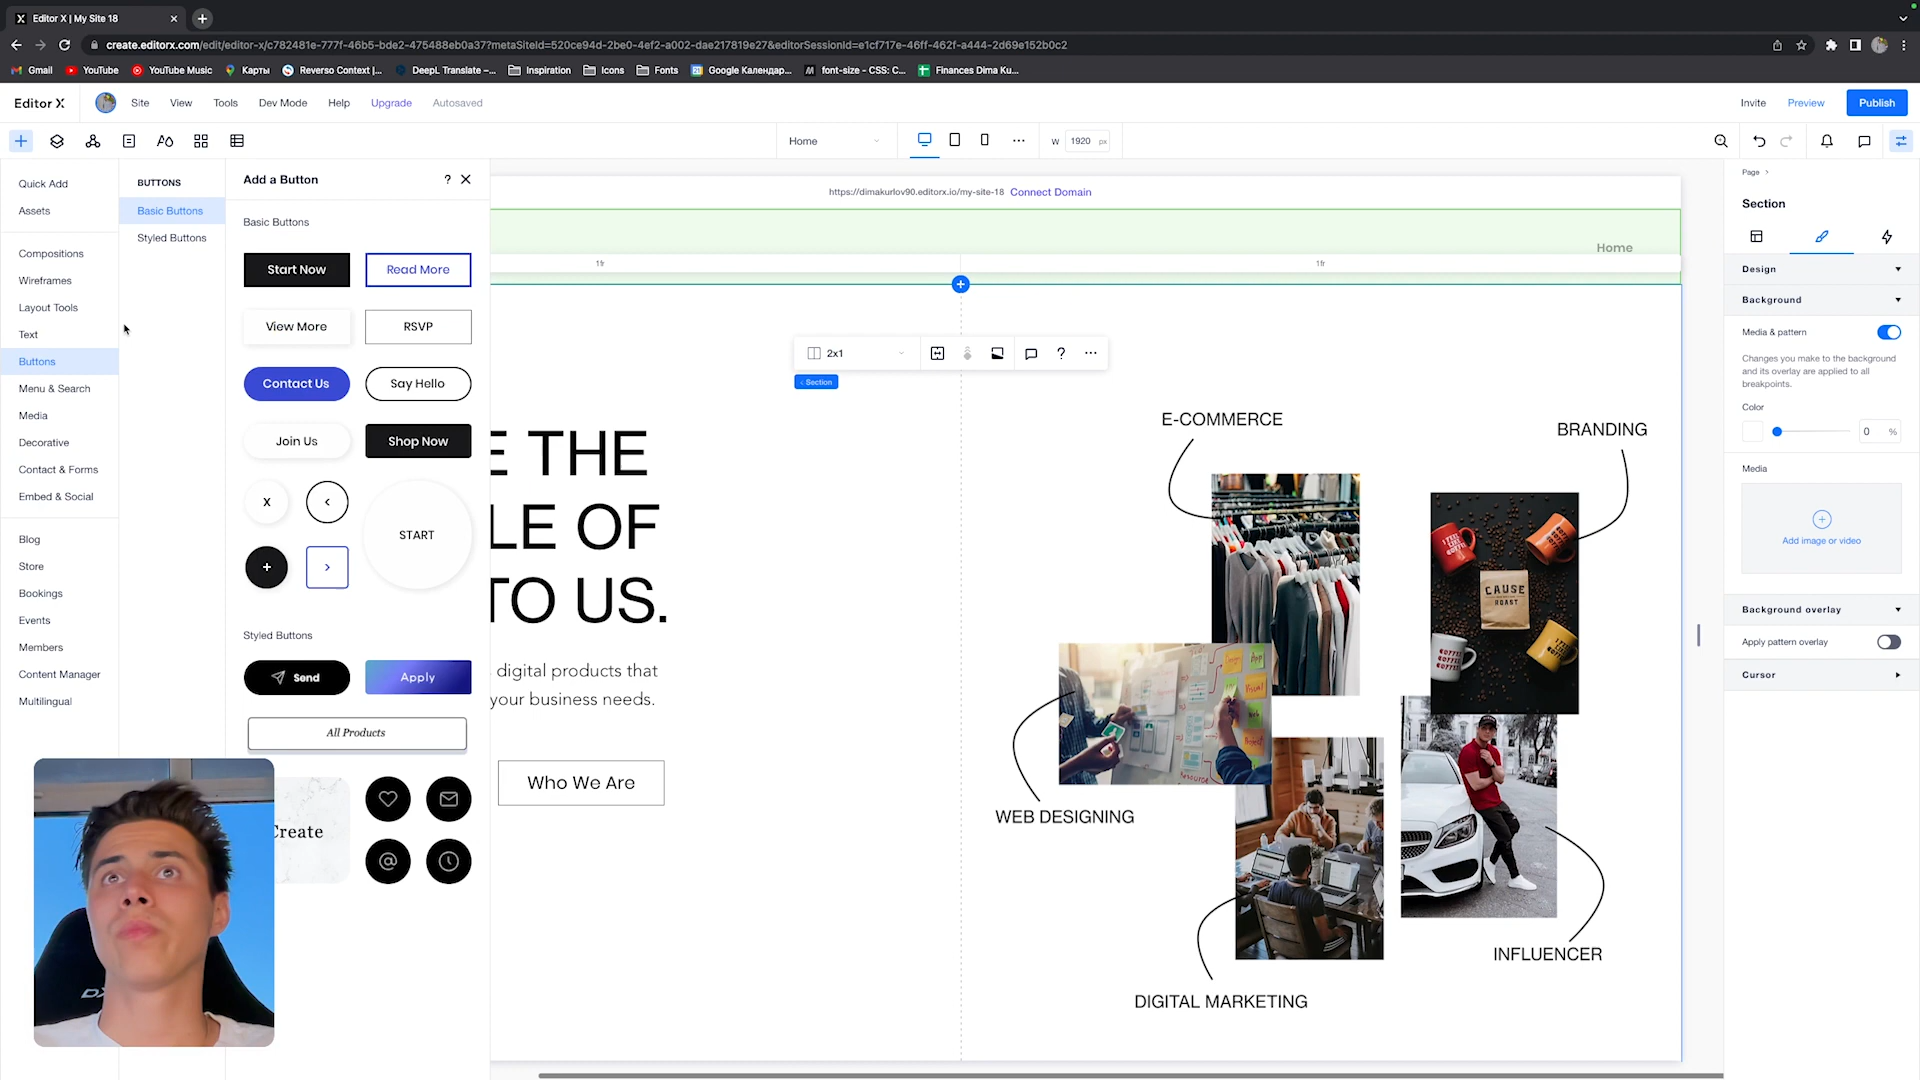 Editor X | My Site 18
create.editorx.com/edit/editor-x/c782481e-777f-46b5-bde2-475488eb0a37?metaSiteId=520ce94d-2be0-4ef2-a002-dae217819e27&editorSessionId=e1cf717e-46ff-462f-a444-2d69e152b0c2
Gmail YouTube YouTube Music Карты Reverso Context |... DeepL Translate –... Inspiration Icons Fonts Google Календар... font-size - CSS: C... Finances Dima Ku...
Editor X Site View Tools Dev Mode Help Upgrade Autosaved Invite Preview Publish
Home W 1920 px
Quick Add
Assets
Compositions
Wireframes
Layout Tools
Text
Buttons
Menu & Search
Media
Decorative
Contact & Forms
Embed & Social
Blog
Store
Bookings
Events
Members
Content Manager
Multilingual
BUTTONS
Basic Buttons
Styled Buttons
Add a Button ?
Basic Buttons
Start Now Read More
View More RSVP
Contact Us Say Hello
Join Us Shop Now
X <
START
+ >
Styled Buttons
Send Apply
All Products
Create
https://dimakurlov90.editorx.io/my-site-18 Connect Domain
Home
1fr 1fr
2x1 ?
‹ Section
E THE
LE OF
TO US.
digital products that
your business needs.
Who We Are
E-COMMERCE
BRANDING
CAUSE
ROAST
WEB DESIGNING
INFLUENCER
DIGITAL MARKETING
Page >
Section
Design
Background
Media & pattern
Changes you make to the background
and its overlay are applied to all
breakpoints.
Color
0 %
Media
Add image or video
Background overlay
Apply pattern overlay
Cursor